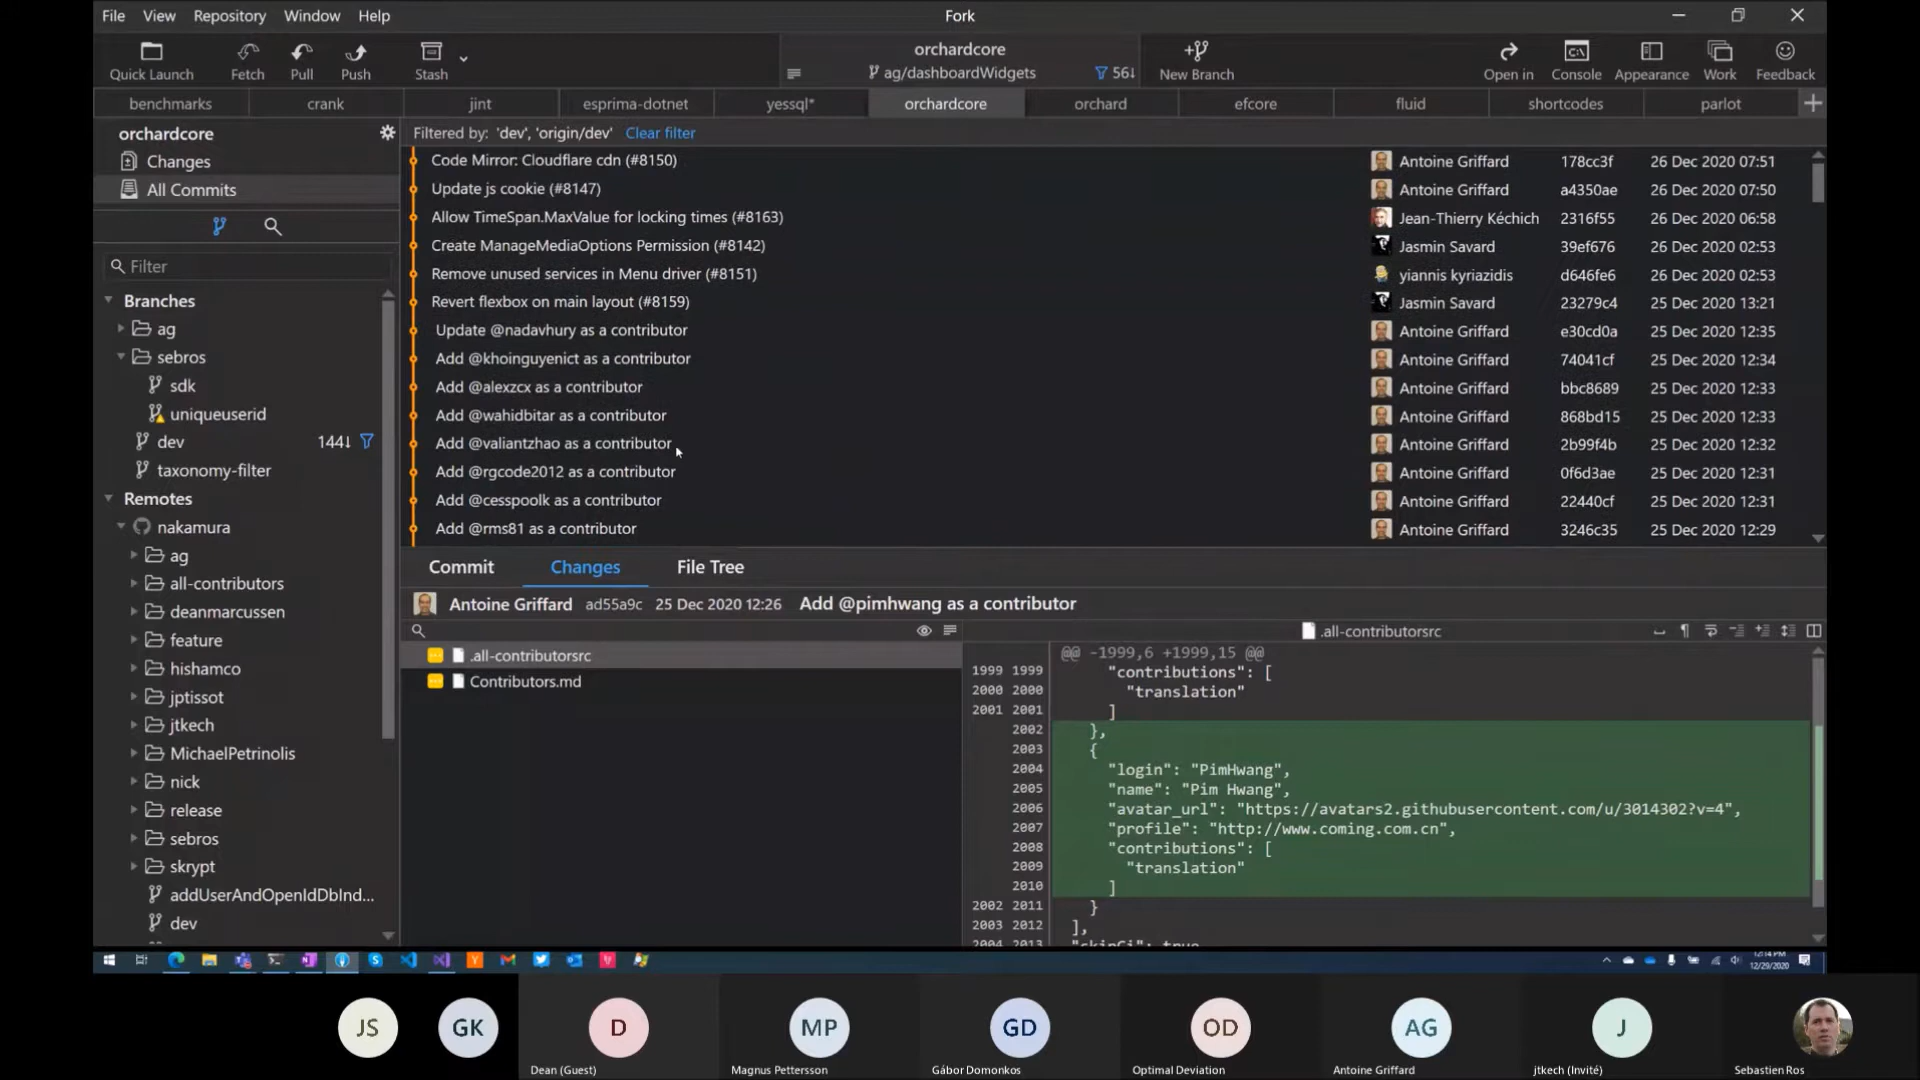 File View Repository Window Help
Fork
Quick Launch
Fetch
Pull
Push
Stash
orchardcore
ag/dashboardWidgets
56↓
New Branch
Open in
Console
Appearance
Work
Feedback
benchmarks
crank
jint
esprima-dotnet
yessql*
orchardcore
orchard
efcore
fluid
shortcodes
parlot
orchardcore
Changes
All Commits
Filter
Branches
ag
sebros
sdk
uniqueuserid
dev 144↓
taxonomy-filter
Remotes
nakamura
ag
all-contributors
deanmarcussen
feature
hishamco
jptissot
jtkech
MichaelPetrinolis
nick
release
sebros
skrypt
addUserAndOpenIdDbInd...
dev
Filtered by: 'dev', 'origin/dev' Clear filter
Code Mirror: Cloudflare cdn (#8150) Antoine Griffard 178cc3f 26 Dec 2020 07:51
Update js cookie (#8147) Antoine Griffard a4350ae 26 Dec 2020 07:50
Allow TimeSpan.MaxValue for locking times (#8163) Jean-Thierry Kéchich 2316f55 26 Dec 2020 06:58
Create ManageMediaOptions Permission (#8142) Jasmin Savard 39ef676 26 Dec 2020 02:53
Remove unused services in Menu driver (#8151) yiannis kyriazidis d646fe6 26 Dec 2020 02:53
Revert flexbox on main layout (#8159) Jasmin Savard 23279c4 25 Dec 2020 13:21
Update @nadavhury as a contributor Antoine Griffard e30cd0a 25 Dec 2020 12:35
Add @khoinguyenict as a contributor Antoine Griffard 74041cf 25 Dec 2020 12:34
Add @alexzcx as a contributor Antoine Griffard bbc8689 25 Dec 2020 12:33
Add @wahidbitar as a contributor Antoine Griffard 868bd15 25 Dec 2020 12:33
Add @valiantzhao as a contributor Antoine Griffard 2b99f4b 25 Dec 2020 12:32
Add @rgcode2012 as a contributor Antoine Griffard 0f6d3ae 25 Dec 2020 12:31
Add @cesspoolk as a contributor Antoine Griffard 22440cf 25 Dec 2020 12:31
Add @rms81 as a contributor Antoine Griffard 3246c35 25 Dec 2020 12:29
Commit Changes File Tree
Antoine Griffard ad55a9c 25 Dec 2020 12:26 Add @pimhwang as a contributor
.all-contributorsrc
Contributors.md
.all-contributorsrc
@@ -1999,6 +1999,15 @@
1999 1999 "contributions": [
2000 2000 "translation"
2001 2001 ]
2002 },
2003 {
2004 "login": "PimHwang",
2005 "name": "Pim Hwang",
2006 "avatar_url": "https://avatars2.githubusercontent.com/u/3014302?v=4",
2007 "profile": "http://www.coming.com.cn",
2008 "contributions": [
2009 "translation"
2010 ]
2002 2011 }
2003 2012 ],
2004 2013 "skipCi": true
12:14 PM
12/29/2020
JS
GK
D
MP
GD
OD
AG
J
Dean (Guest)
Magnus Pettersson
Gábor Domonkos
Optimal Deviation
Antoine Griffard
jtkech (Invité)
Sebastien Ros